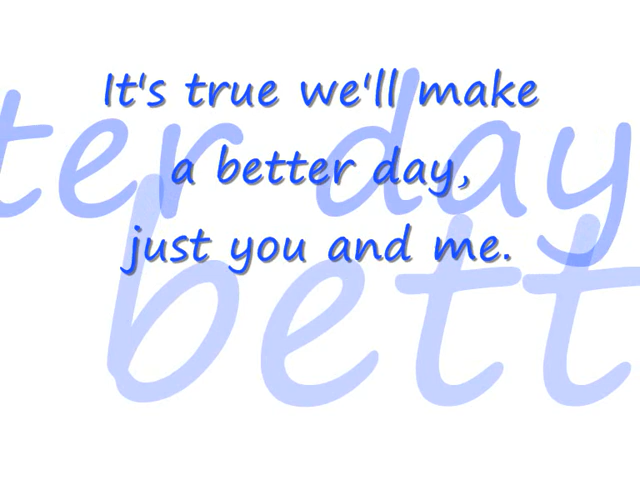 It's true we'll make
a better day,
just you and me.
ter day
bett